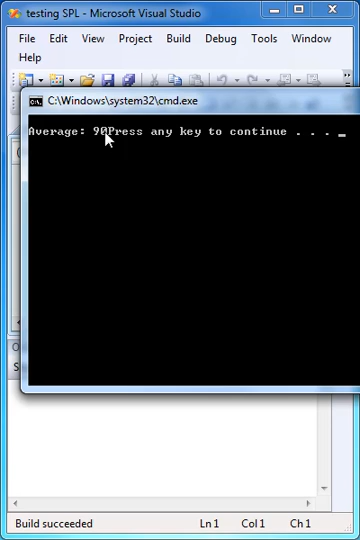 testing SPL - Microsoft Visual Studio
File Edit View Project Build Debug Tools Window
Help
C:\Windows\system32\cmd.exe
Average: 90Press any key to continue . . . _
Build succeeded Ln 1 Col 1 Ch 1